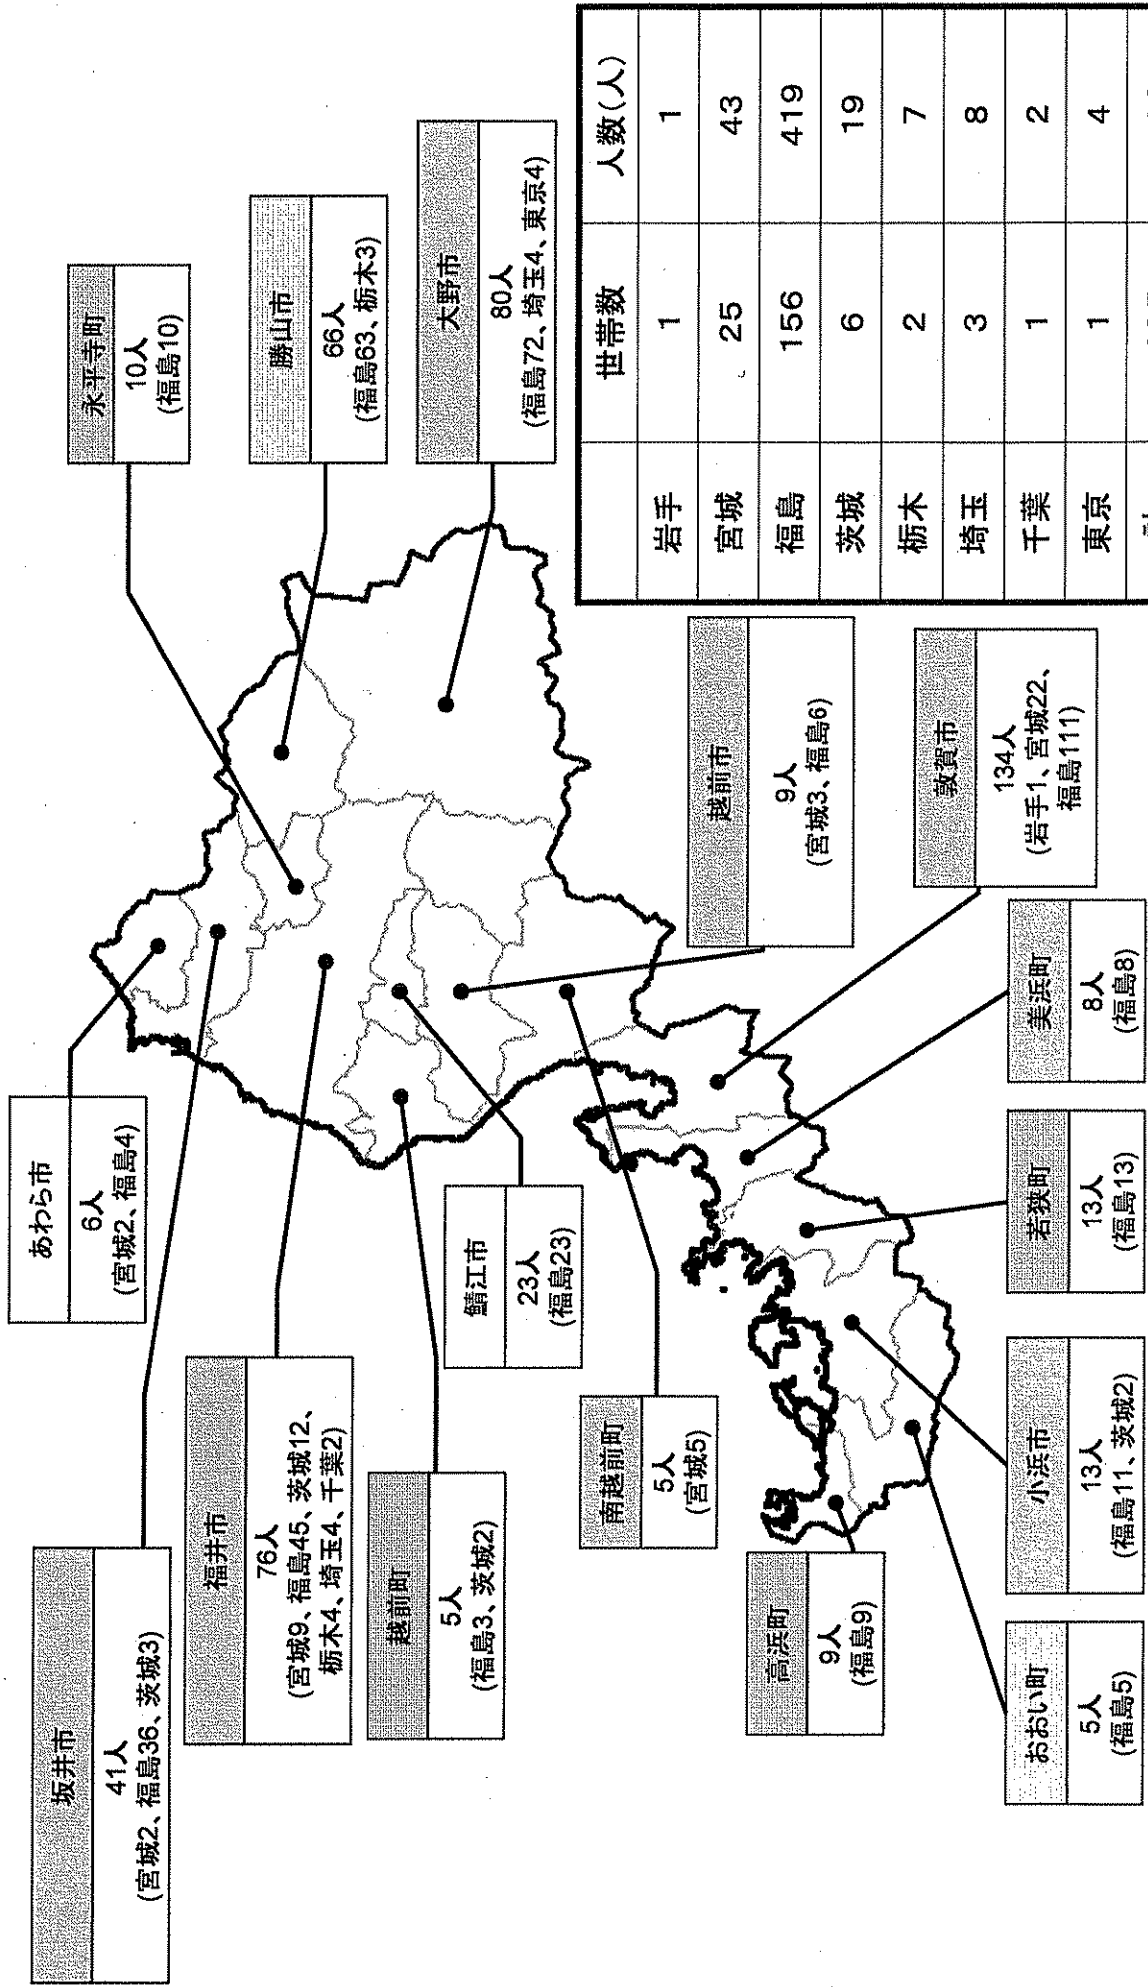 坂井市
41人
(宮城2、福島36、茨城3)
あわら市
6人
(宮城2、福島4)
永平寺町
10人
(福島10)
福井市
76人
(宮城9、福島45、茨城12、
栃木4、埼玉4、千葉2)
勝山市
66人
(福島63、栃木3)
越前町
5人
(福島3、茨城2)
鯖江市
23人
(福島23)
大野市
80人
(福島72、埼玉4、東京4)
南越前町
5人
(宮城5)
越前市
9人
(宮城3、福島6)
高浜町
9人
(福島9)
敦賀市
134人
(岩手1、宮城22、
福島111)
おおい町
5人
(福島5)
小浜市
13人
(福島11、茨城2)
若狭町
13人
(福島13)
美浜町
8人
(福島8)
世帯数 人数(人)
岩手 1 1
宮城 25 43
福島 156 419
茨城 6 19
栃木 2 7
埼玉 3 8
千葉 1 2
東京 1 4